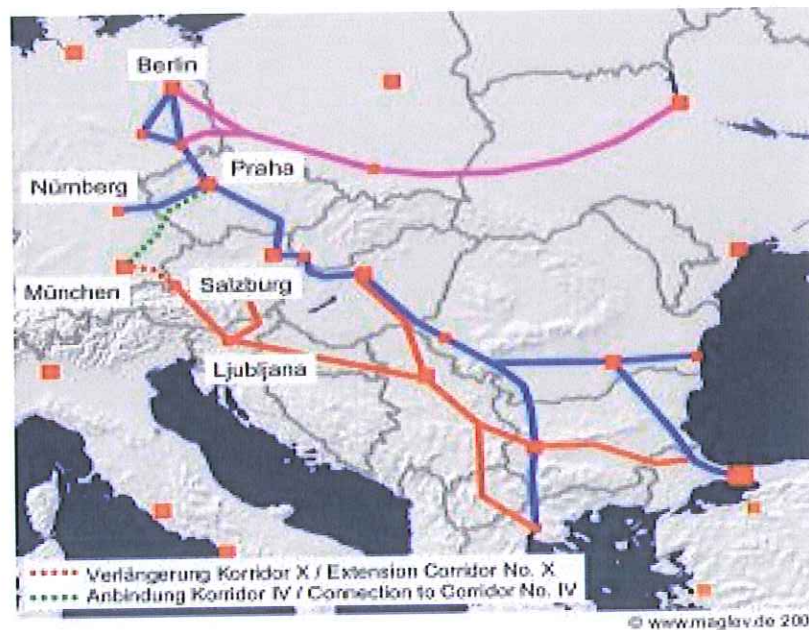 Berlin
Praha
Nürnberg
München
Salzburg
Ljubljana
Verlängerung Korridor X / Extension Corridor No. X
Anbindung Korridor IV / Connection to Corridor No. IV
© www.maglev.de